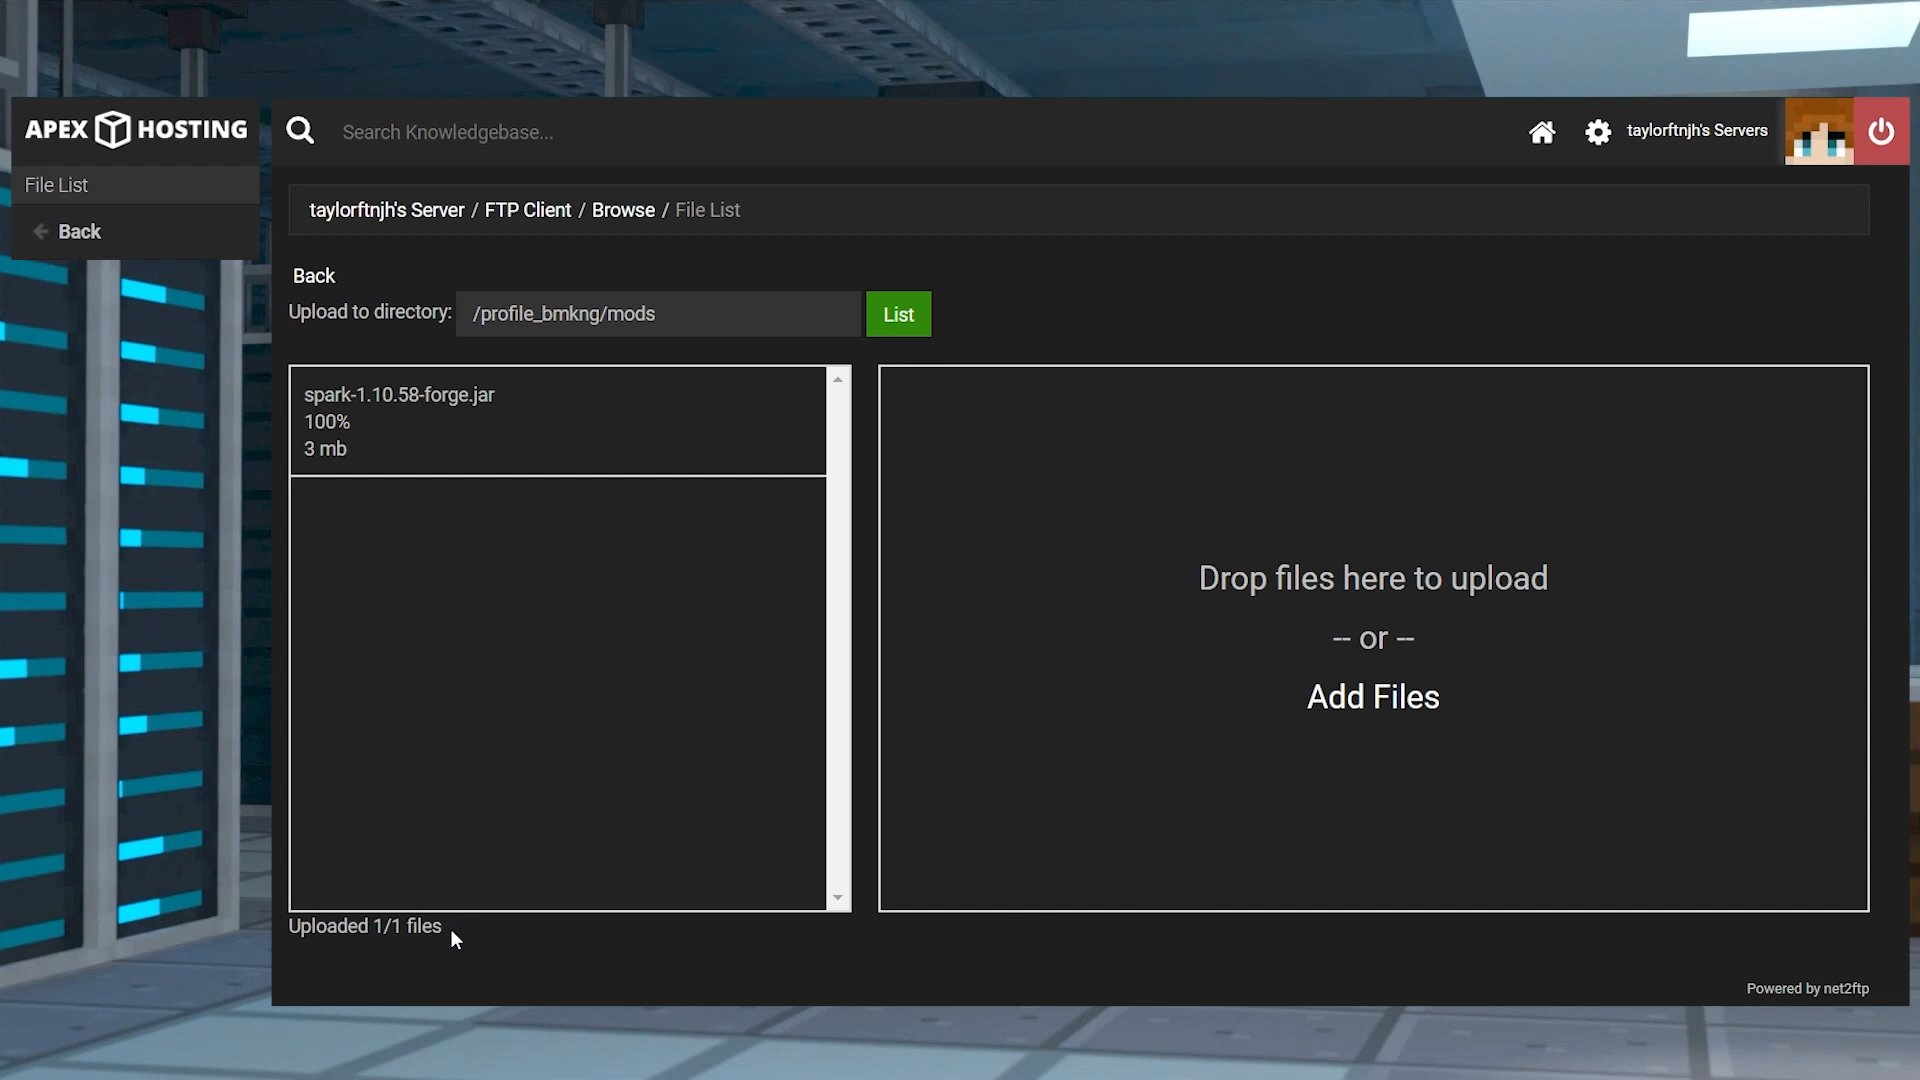 APEX HOSTING
Search Knowledgebase...
taylorftnjh's Servers
File List
Back
taylorftnjh's Server / FTP Client / Browse / File List
Back
Upload to directory: /profile_bmkng/mods List
spark-1.10.58-forge.jar
100%
3 mb
Drop files here to upload
-- or --
Add Files
Uploaded 1/1 files
Powered by net2ftp